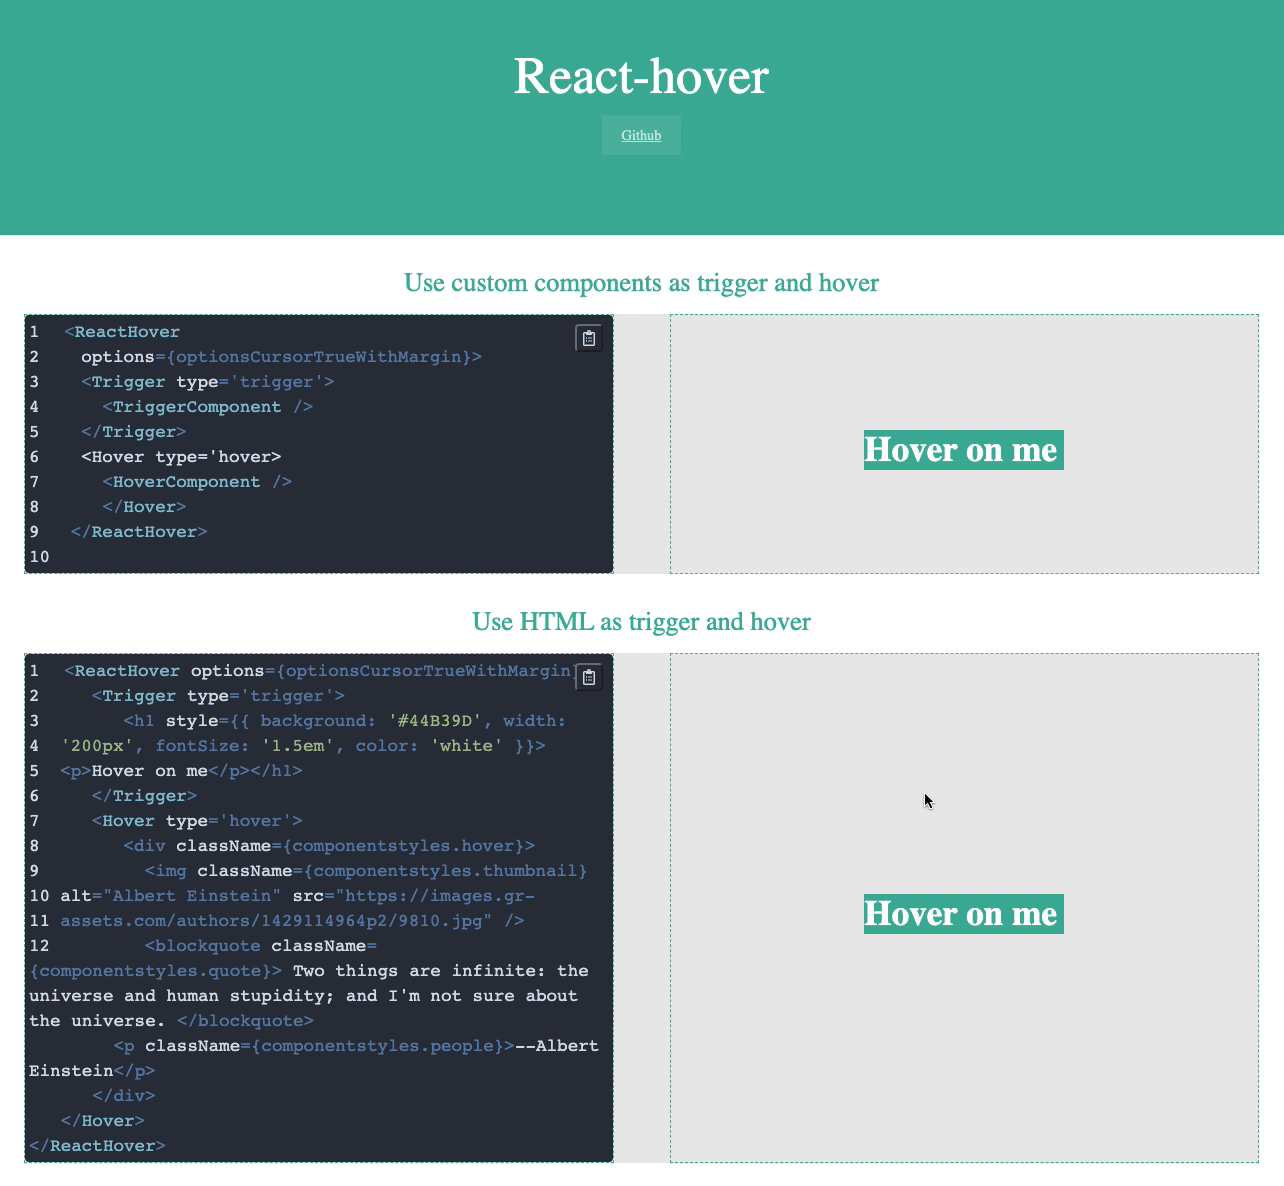 React-hover
Github
Use custom components as trigger and hover
1 <ReactHover
2 options={optionsCursorTrueWithMargin}>
3 <Trigger type='trigger'>
4 <TriggerComponent />
5 </Trigger>
6 <Hover type='hover>
7 <HoverComponent />
8 </Hover>
9 </ReactHover>
10
Hover on me
Use HTML as trigger and hover
1 <ReactHover options={optionsCursorTrueWithMargin}
2 <Trigger type='trigger'>
3 <h1 style={{ background: '#44B39D', width:
4 '200px', fontSize: '1.5em', color: 'white' }}>
5 <p>Hover on me</p></h1>
6 </Trigger>
7 <Hover type='hover'>
8 <div className={componentstyles.hover}>
9 <img className={componentstyles.thumbnail}
10 alt="Albert Einstein" src="https://images.gr-
11 assets.com/authors/1429114964p2/9810.jpg" />
12 <blockquote className=
{componentstyles.quote}> Two things are infinite: the
universe and human stupidity; and I'm not sure about
the universe. </blockquote>
<p className={componentstyles.people}>--Albert
Einstein</p>
</div>
</Hover>
</ReactHover>
Hover on me